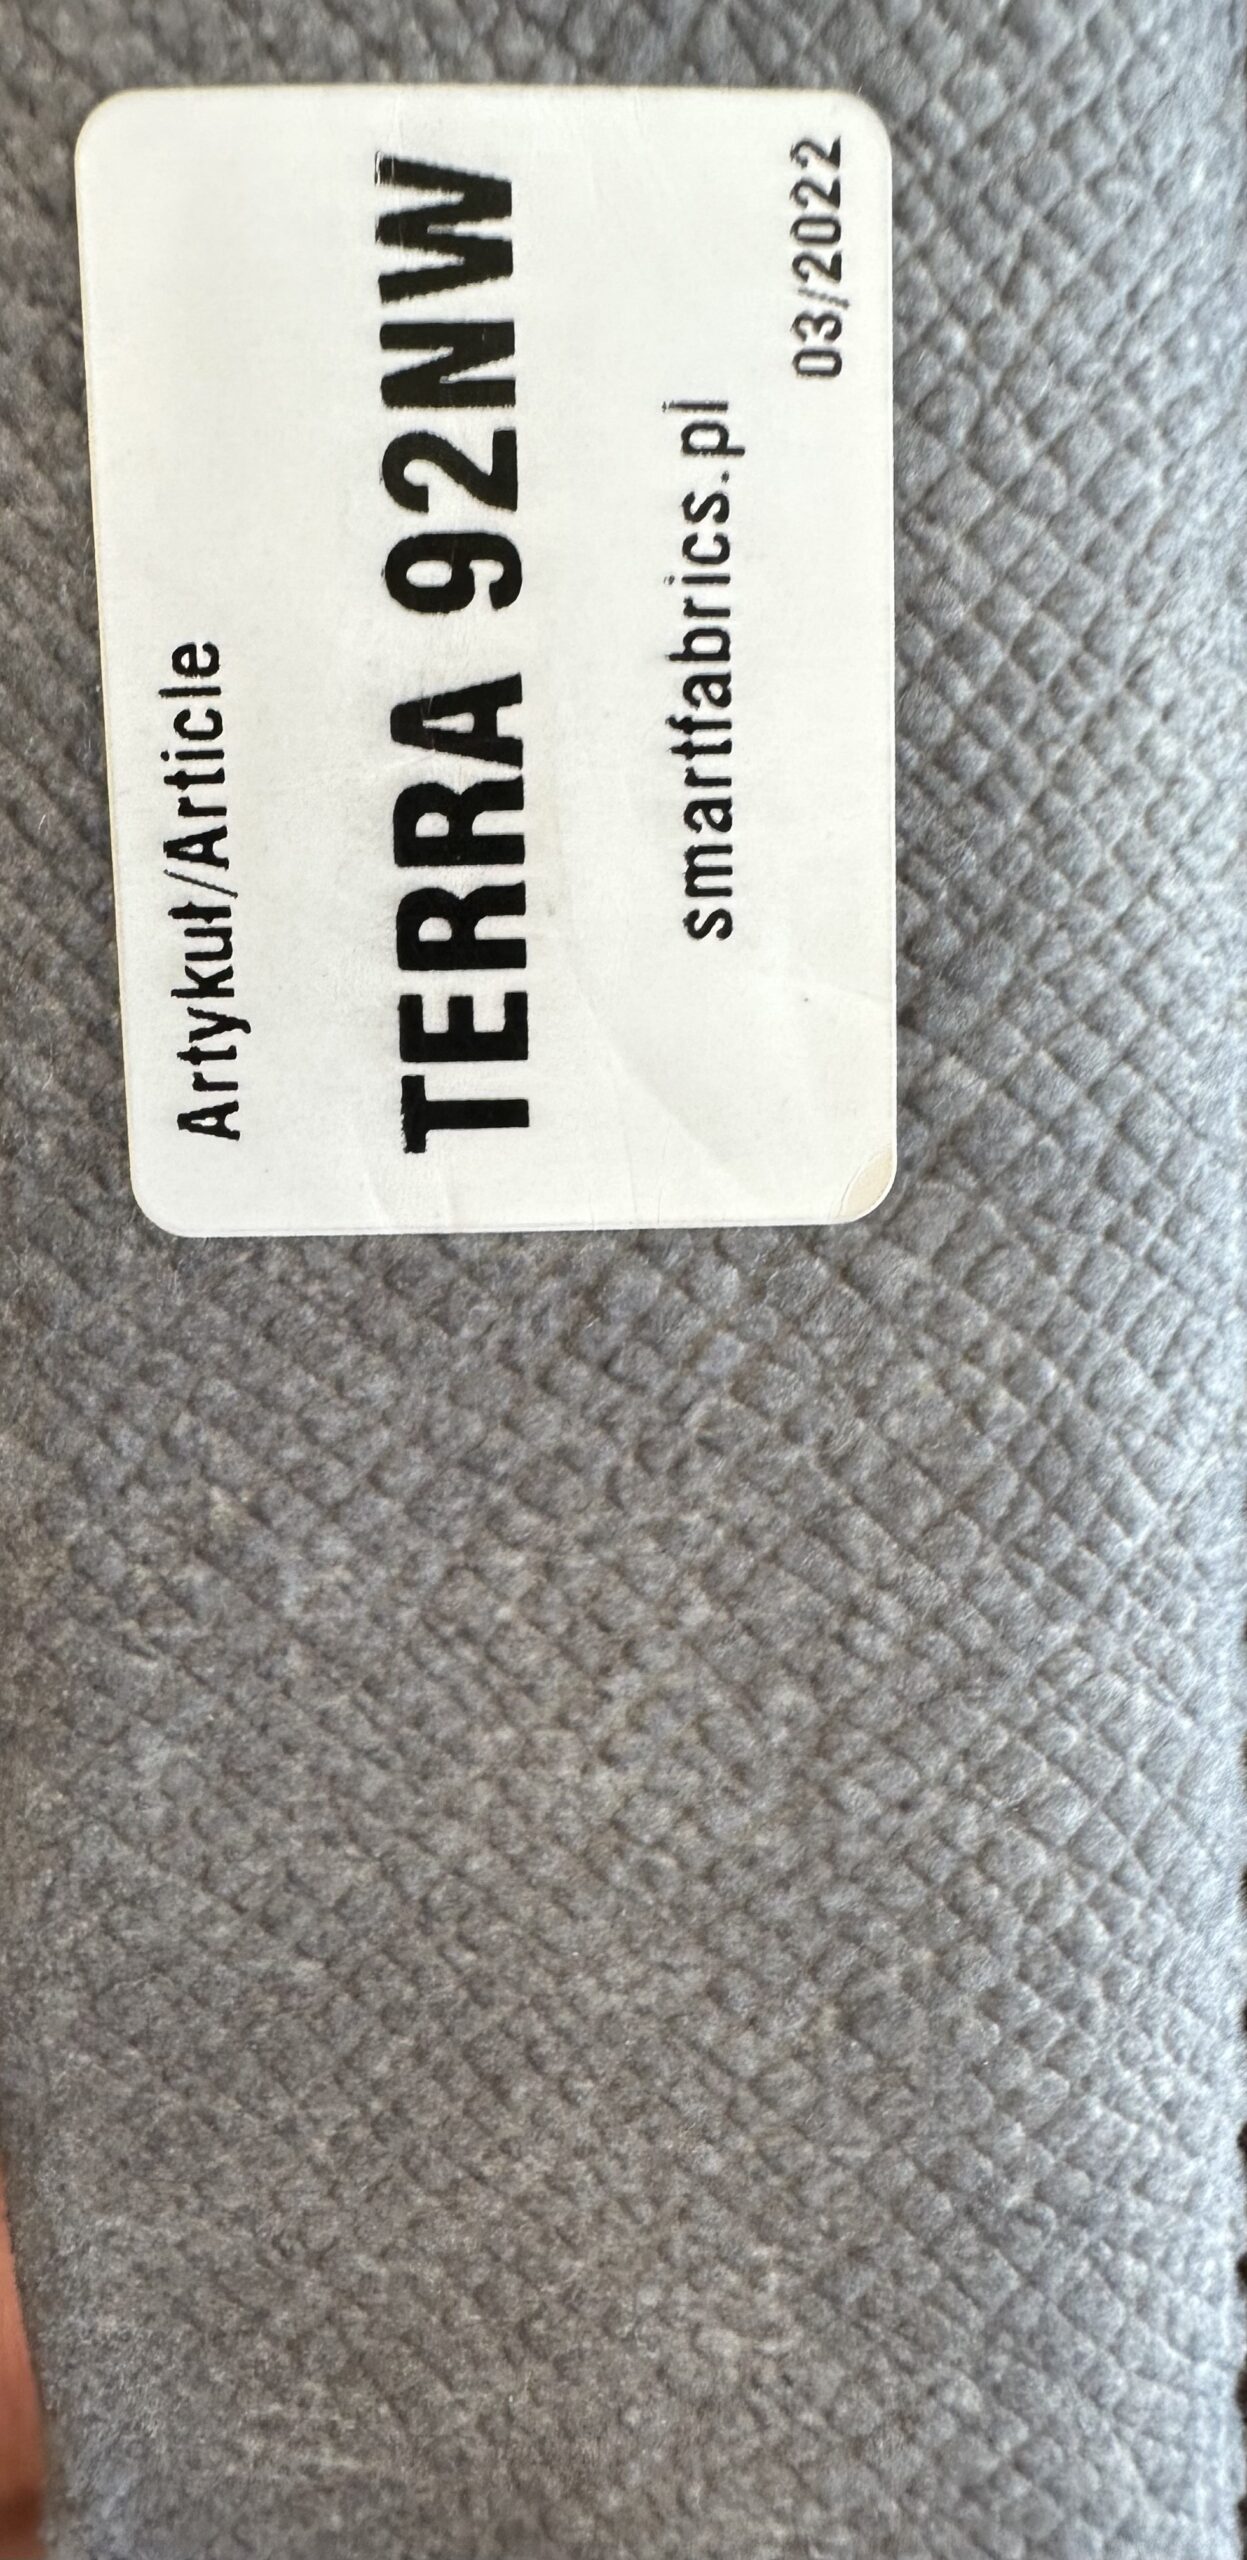 Artykuł/Article
TERRA 92NW
smartfabrics.pl
03/2022